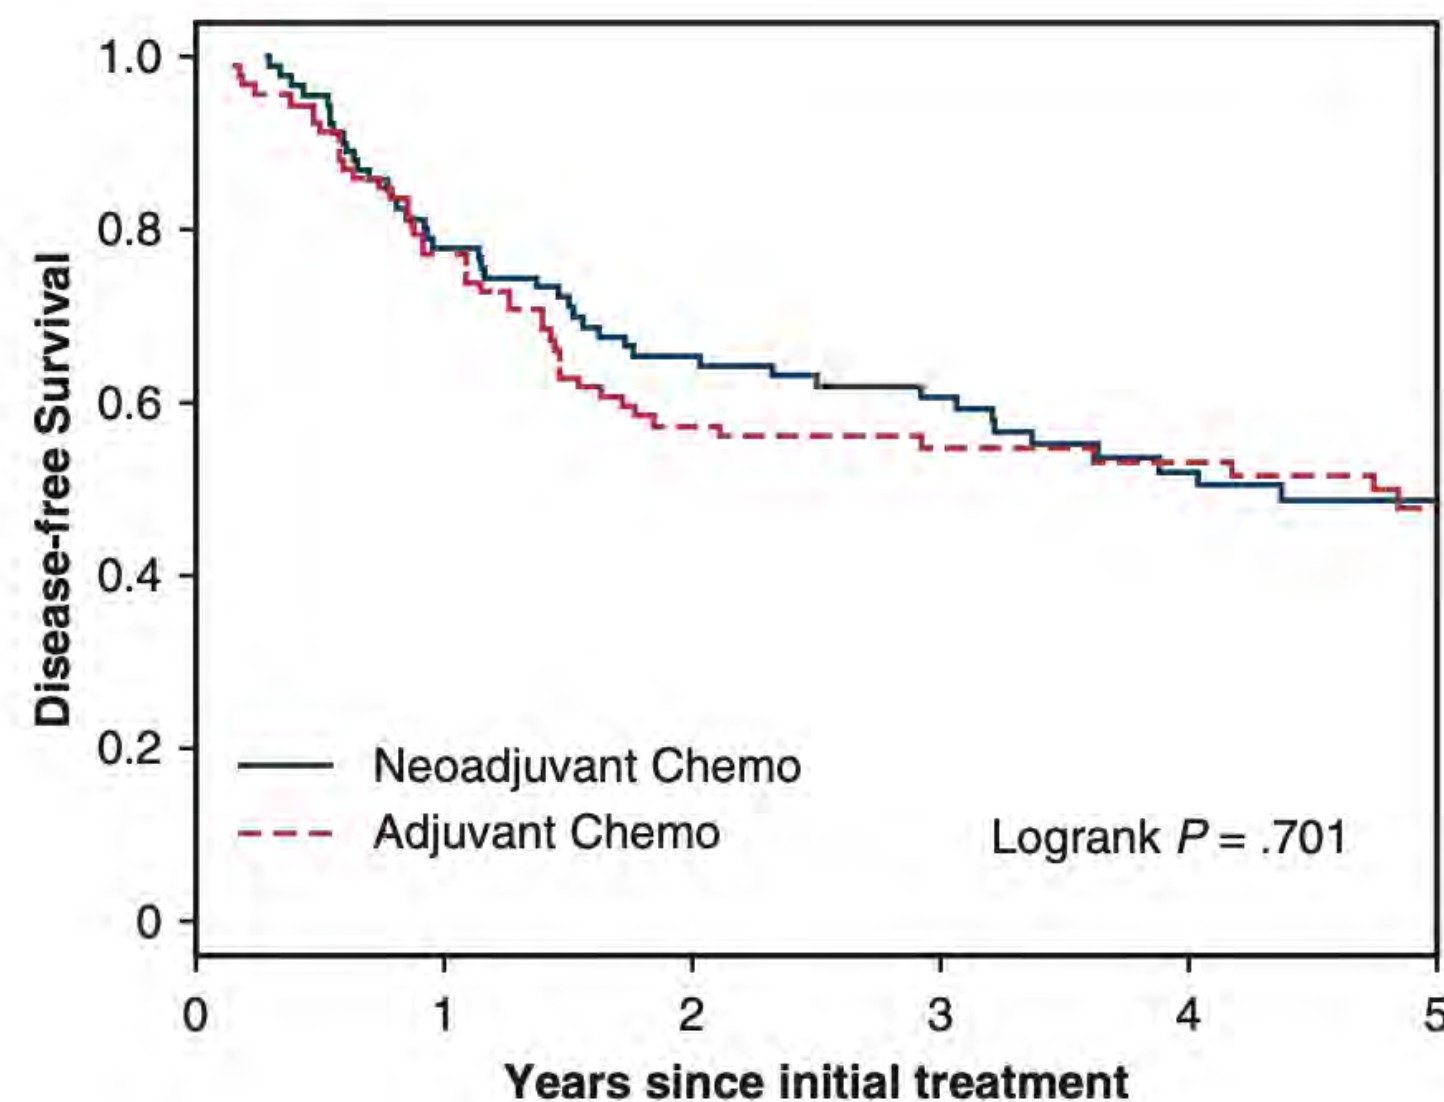 1.0
0.8
0.6
0.4
0.2
0
Disease-free Survival
Neoadjuvant Chemo
Adjuvant Chemo
Logrank P = .701
0 1 2 3 4 5
Years since initial treatment